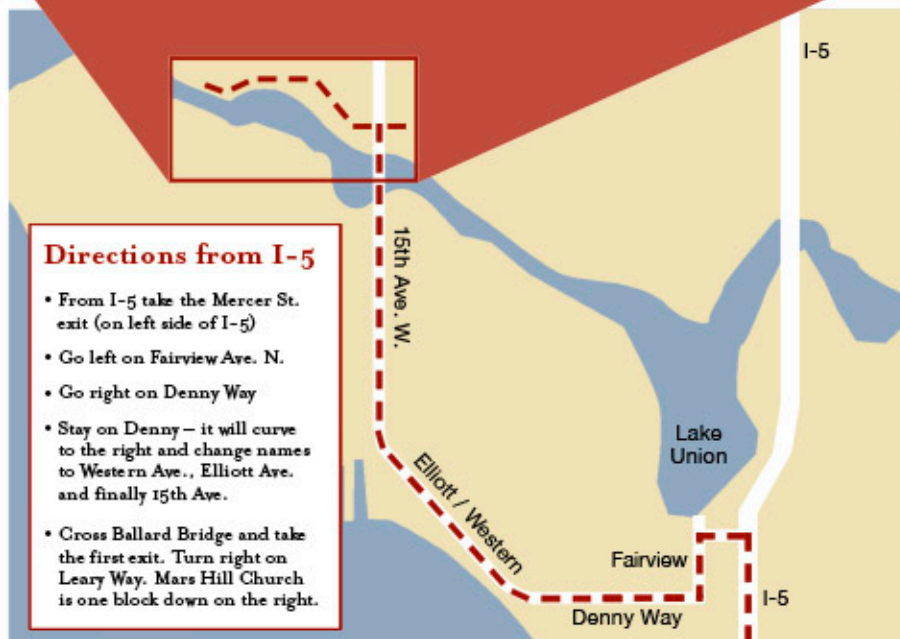 I-5
15th Ave. W.
Directions from I-5
• From I-5 take the Mercer St.
exit (on left side of I-5)
• Go left on Fairview Ave. N.
• Go right on Denny Way
• Stay on Denny – it will curve
to the right and change names
to Western Ave., Elliott Ave.
and finally 15th Ave.
• Cross Ballard Bridge and take
the first exit. Turn right on
Leary Way. Mars Hill Church
is one block down on the right.
Lake
Union
Elliott / Western
Fairview
Denny Way
I-5